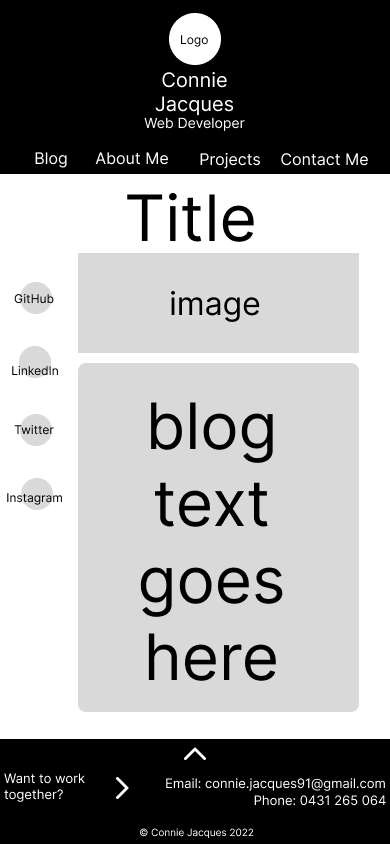 Logo
Connie
Jacques
Web Developer
Blog About Me Projects Contact Me
Title
image
GitHub
LinkedIn
Twitter
Instagram
blog
text
goes
here
Want to work
together?
Email: connie.jacques91@gmail.com
Phone: 0431 265 064
© Connie Jacques 2022